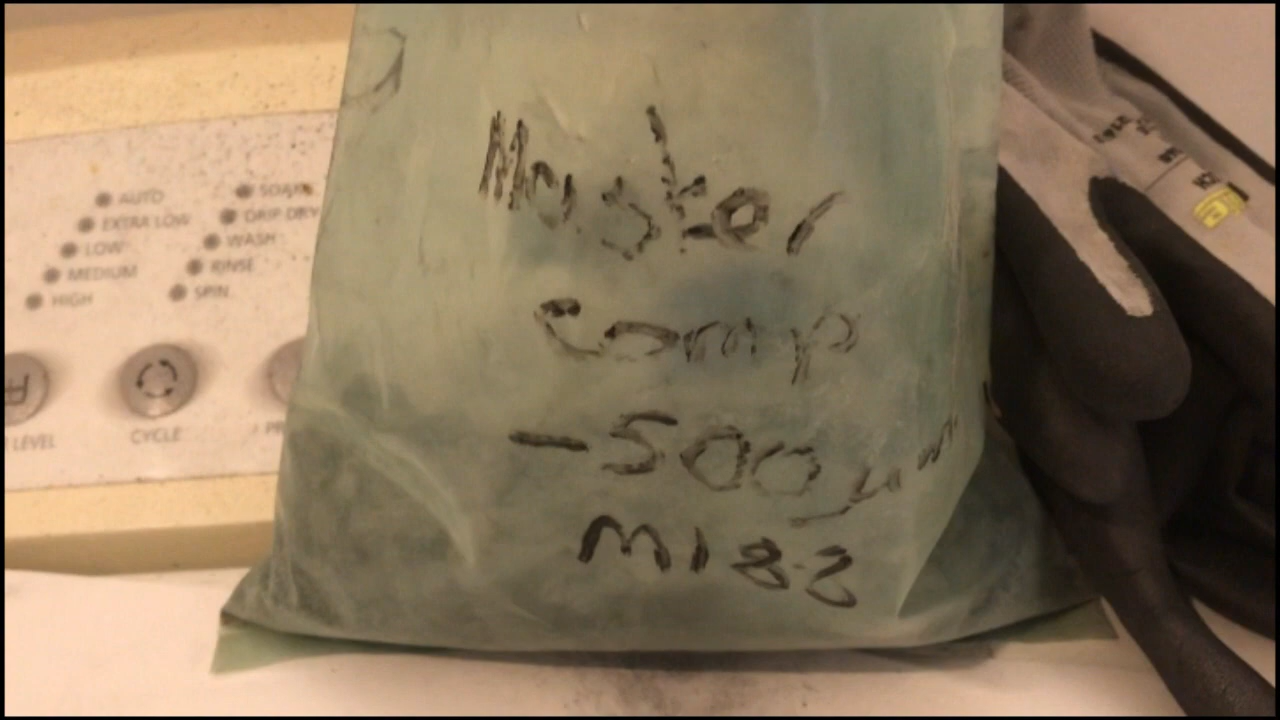 Master
Comp
-500μm
M182
AUTO
EXTRA LOW
LOW
MEDIUM
HIGH
SOAK
DRIP DRY
WASH
RINSE
SPIN
LEVEL
CYCLE